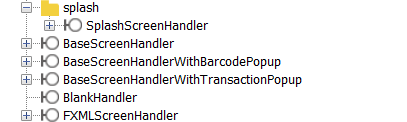 splash
SplashScreenHandler
BaseScreenHandler
BaseScreenHandlerWithBarcodePopup
BaseScreenHandlerWithTransactionPopup
BlankHandler
FXMLScreenHandler